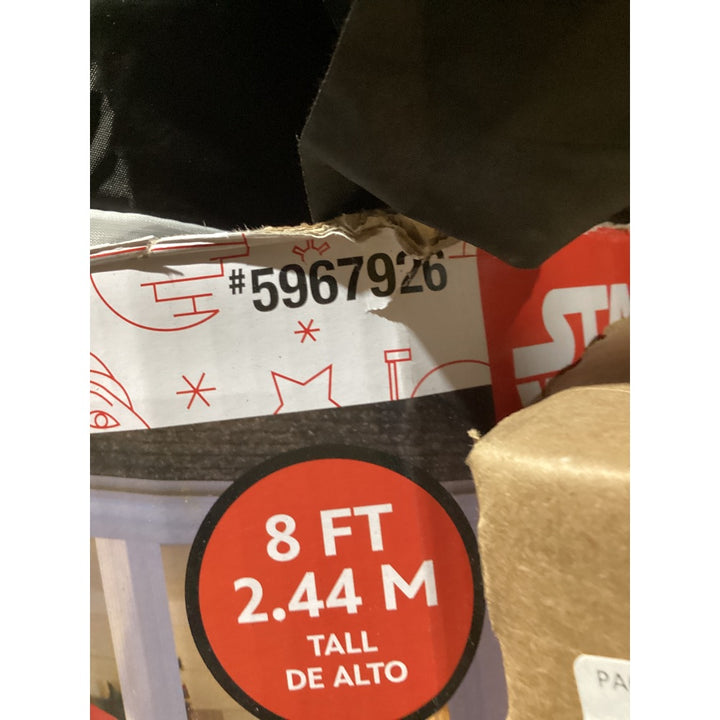 #5967926
8 FT
2.44 M
TALL
DE ALTO